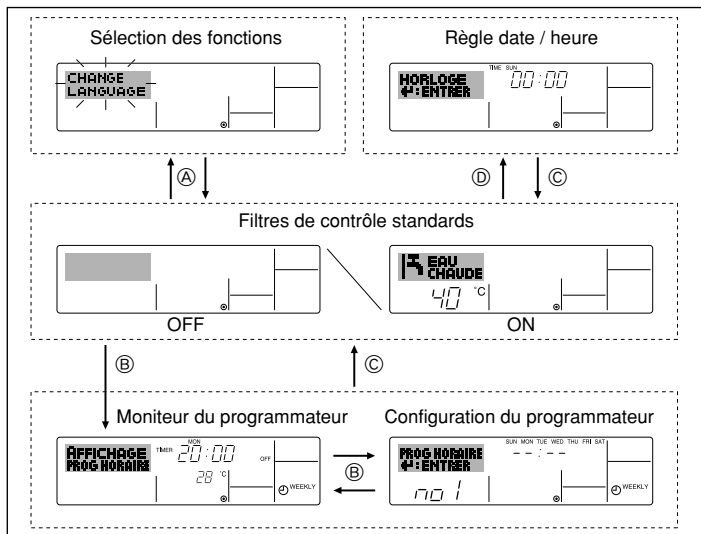 Sélection des fonctions
CHANGE
LANGUAGE
Règle date / heure
TIME SUN
HORLOGE 00:00
↵:ENTRER
Ⓐ
Ⓓ Ⓒ
Filtres de contrôle standards
OFF
EAU
CHAUDE
40 °C
ON
Ⓑ Ⓒ
Moniteur du programmateur
MON
AFFICHAGE TIMER 20:00 OFF
PROG HORAIRE
28 °C
WEEKLY
Ⓑ
Configuration du programmateur
SUN MON TUE WED THU FRI SAT
PROG HORAIRE --:--
↵:ENTRER
no 1
WEEKLY